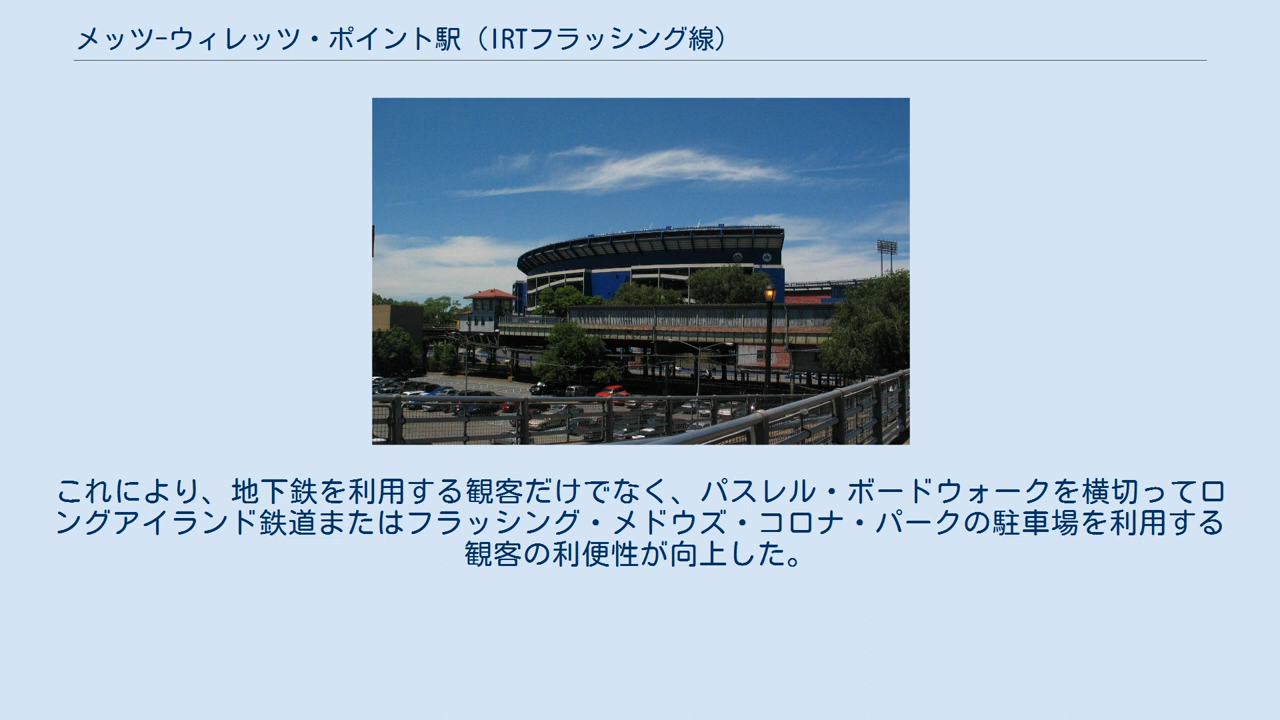 メッツ-ウィレッツ・ポイント駅（IRTフラッシング線）
これにより、地下鉄を利用する観客だけでなく、パスレル・ボードウォークを横切ってロ
ングアイランド鉄道またはフラッシング・メドウズ・コロナ・パークの駐車場を利用する
観客の利便性が向上した。